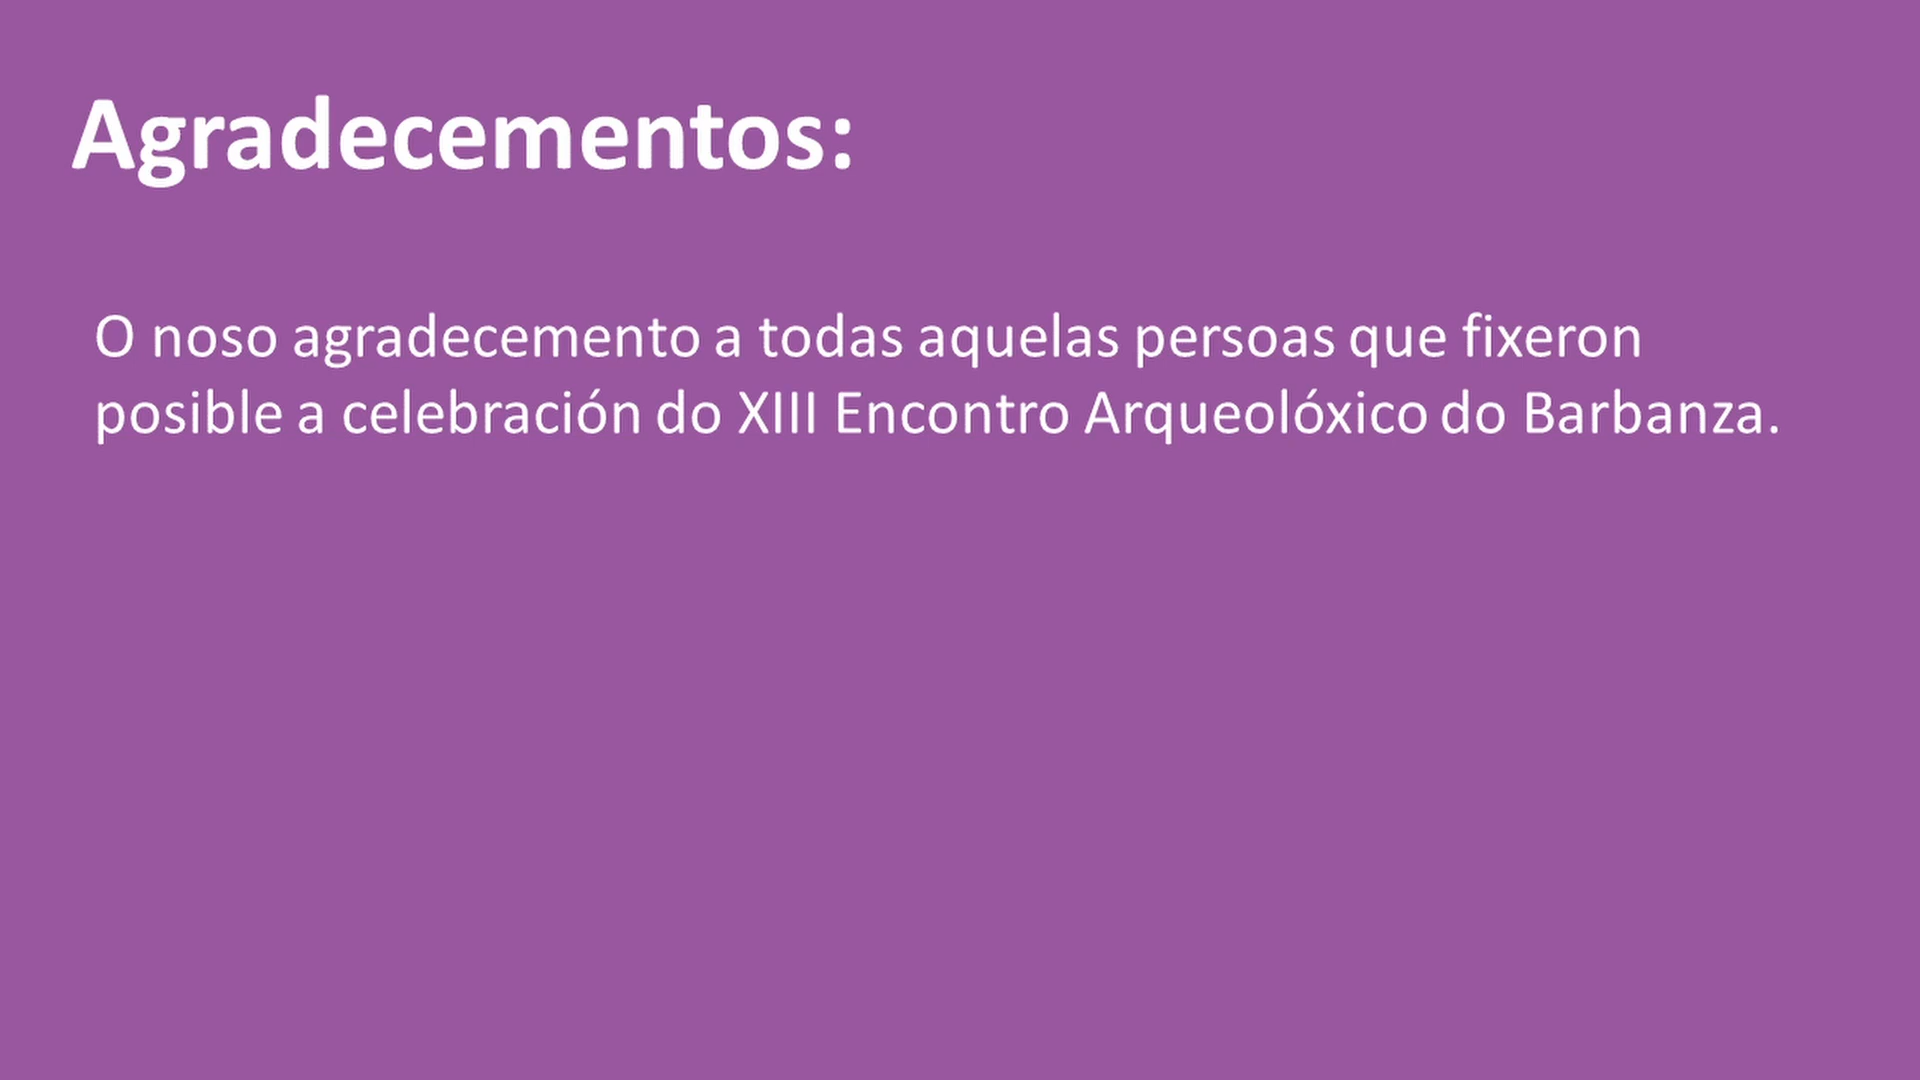 Agradecementos:
O noso agradecemento a todas aquelas persoas que fixeron
posible a celebración do XIII Encontro Arqueolóxico do Barbanza.